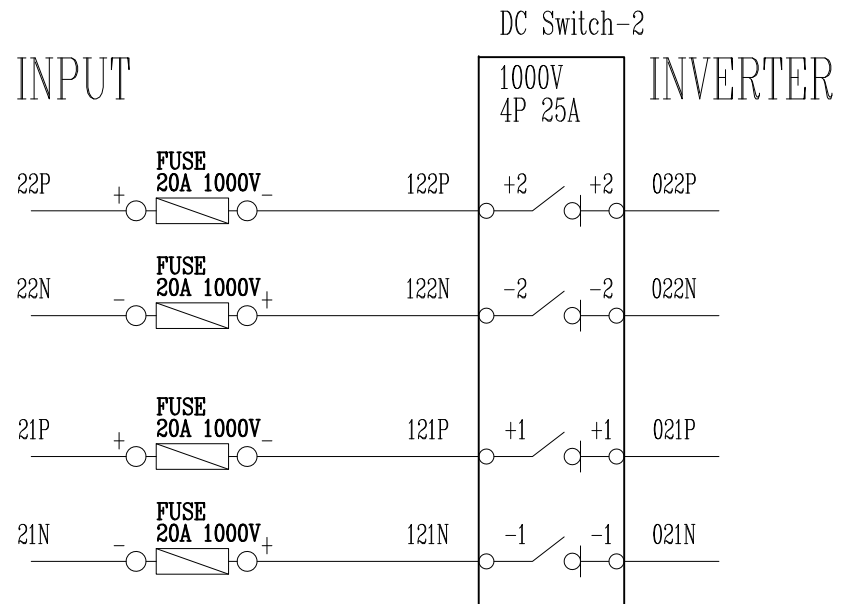 DC Switch-2
INPUT
1000V
4P 25A
INVERTER
FUSE
20A 1000V
22P
+
-
122P
+2
+2
022P
FUSE
20A 1000V
22N
-
+
122N
-2
-2
022N
FUSE
20A 1000V
21P
+
-
121P
+1
+1
021P
FUSE
20A 1000V
21N
-
+
121N
-1
-1
021N